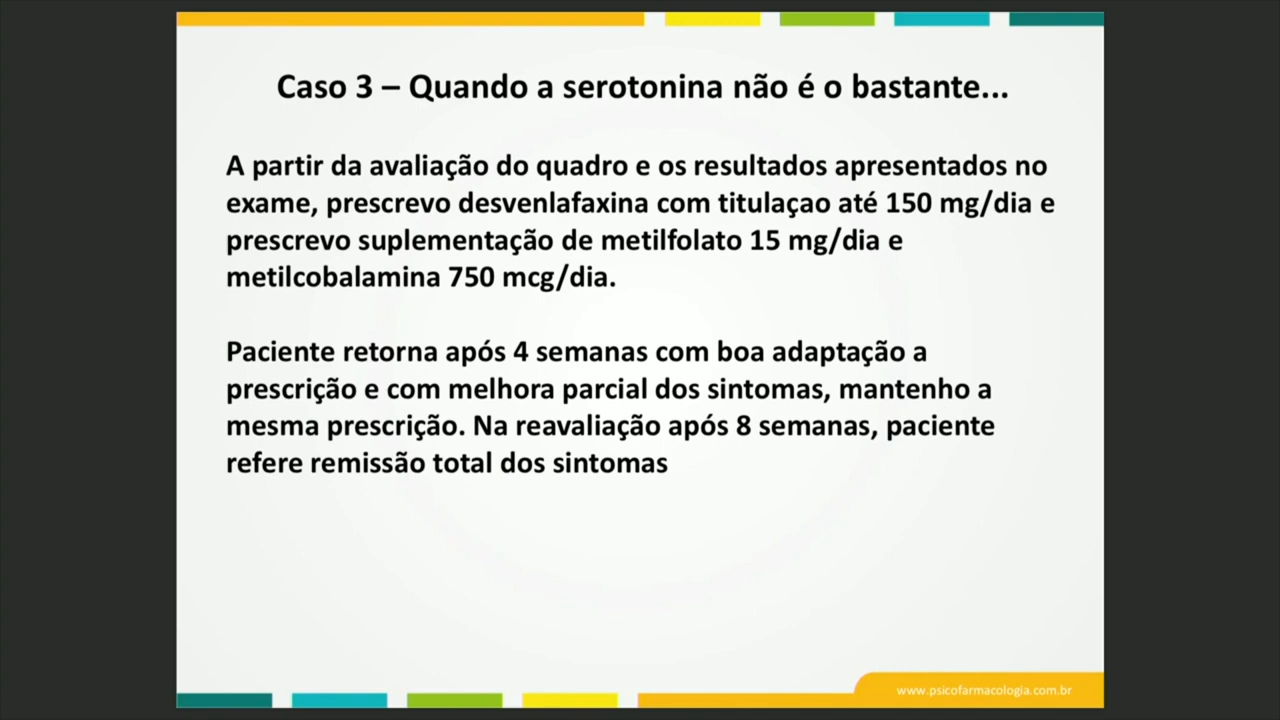 Caso 3 – Quando a serotonina não é o bastante...
A partir da avaliação do quadro e os resultados apresentados no
exame, prescrevo desvenlafaxina com titulaçao até 150 mg/dia e
prescrevo suplementação de metilfolato 15 mg/dia e
metilcobalamina 750 mcg/dia.
Paciente retorna após 4 semanas com boa adaptação a
prescrição e com melhora parcial dos sintomas, mantenho a
mesma prescrição. Na reavaliação após 8 semanas, paciente
refere remissão total dos sintomas
www.psicofarmacologia.com.br